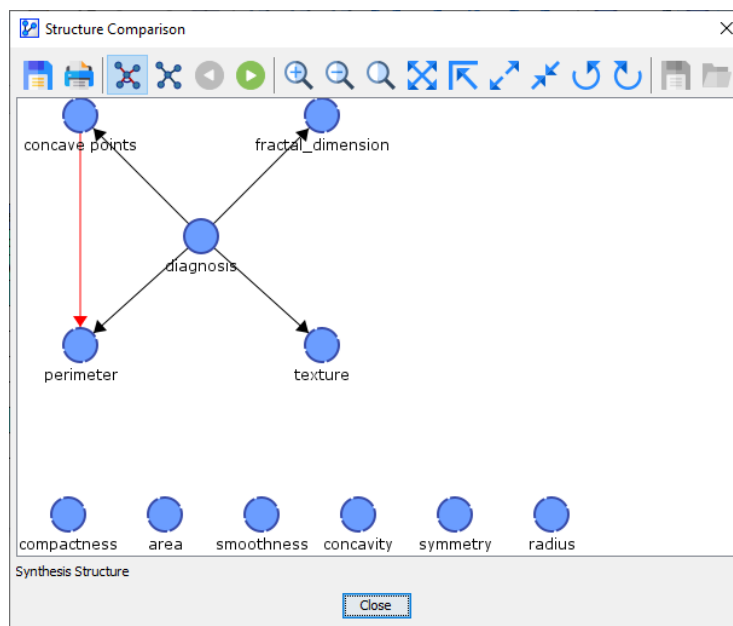 Structure Comparison
concave points
fractal_dimension
diagnosis
perimeter
texture
compactness
area
smoothness
concavity
symmetry
radius
Synthesis Structure
Close